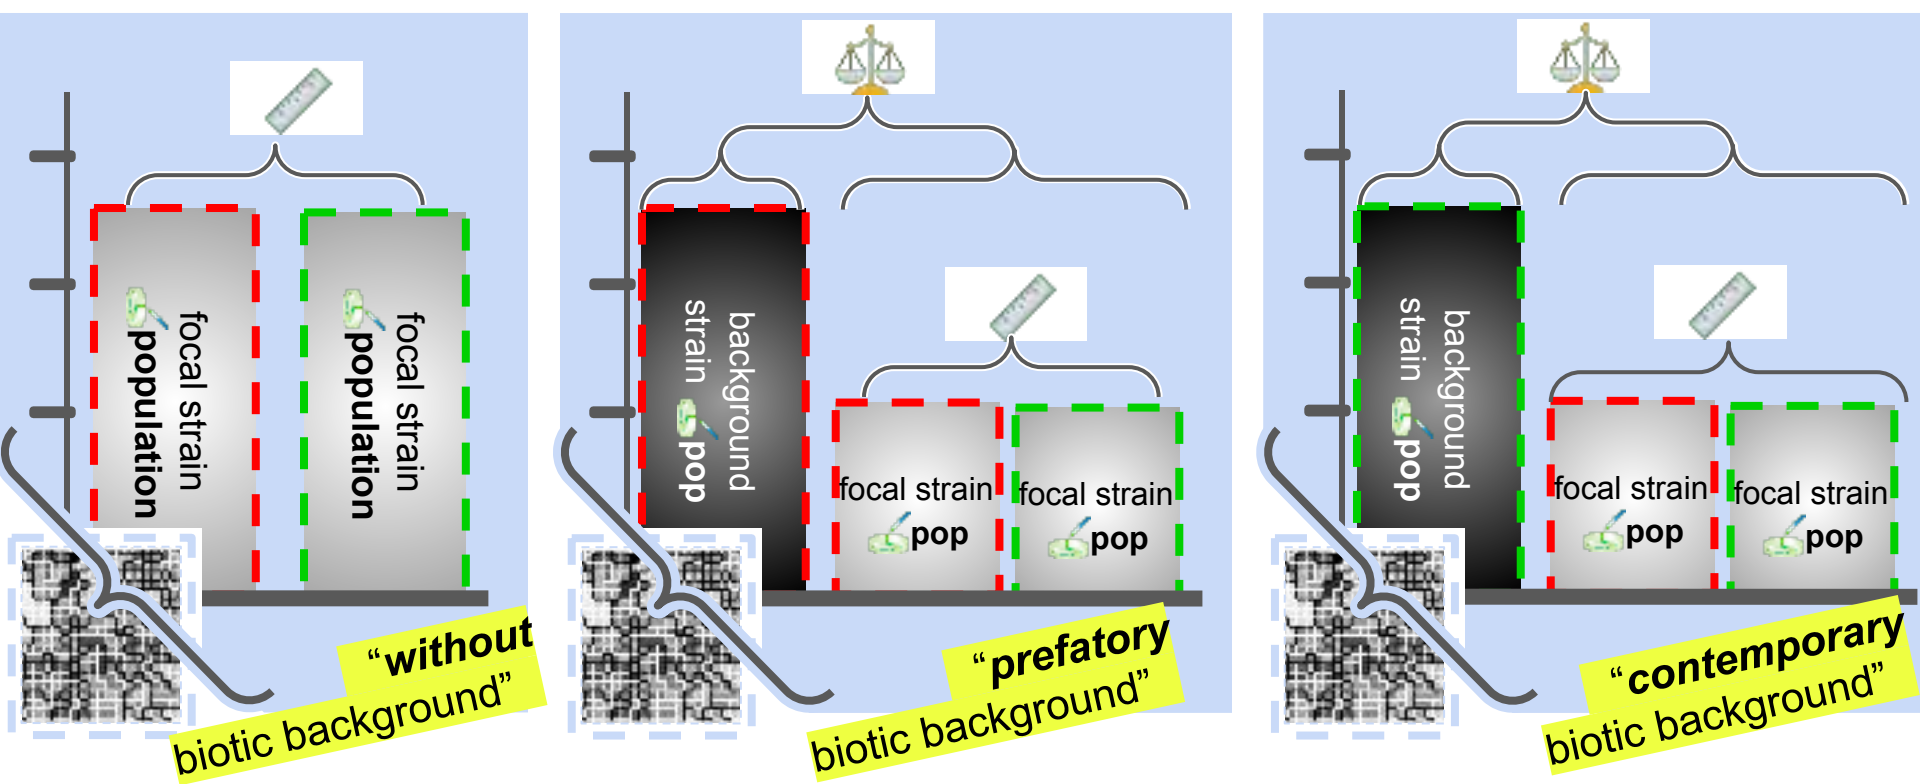 focal strain
population
focal strain
population
“without
biotic background”
background
strain pop
focal strain
pop
focal strain
pop
“prefatory
biotic background”
background
strain pop
focal strain
pop
focal strain
pop
“contemporary
biotic background”